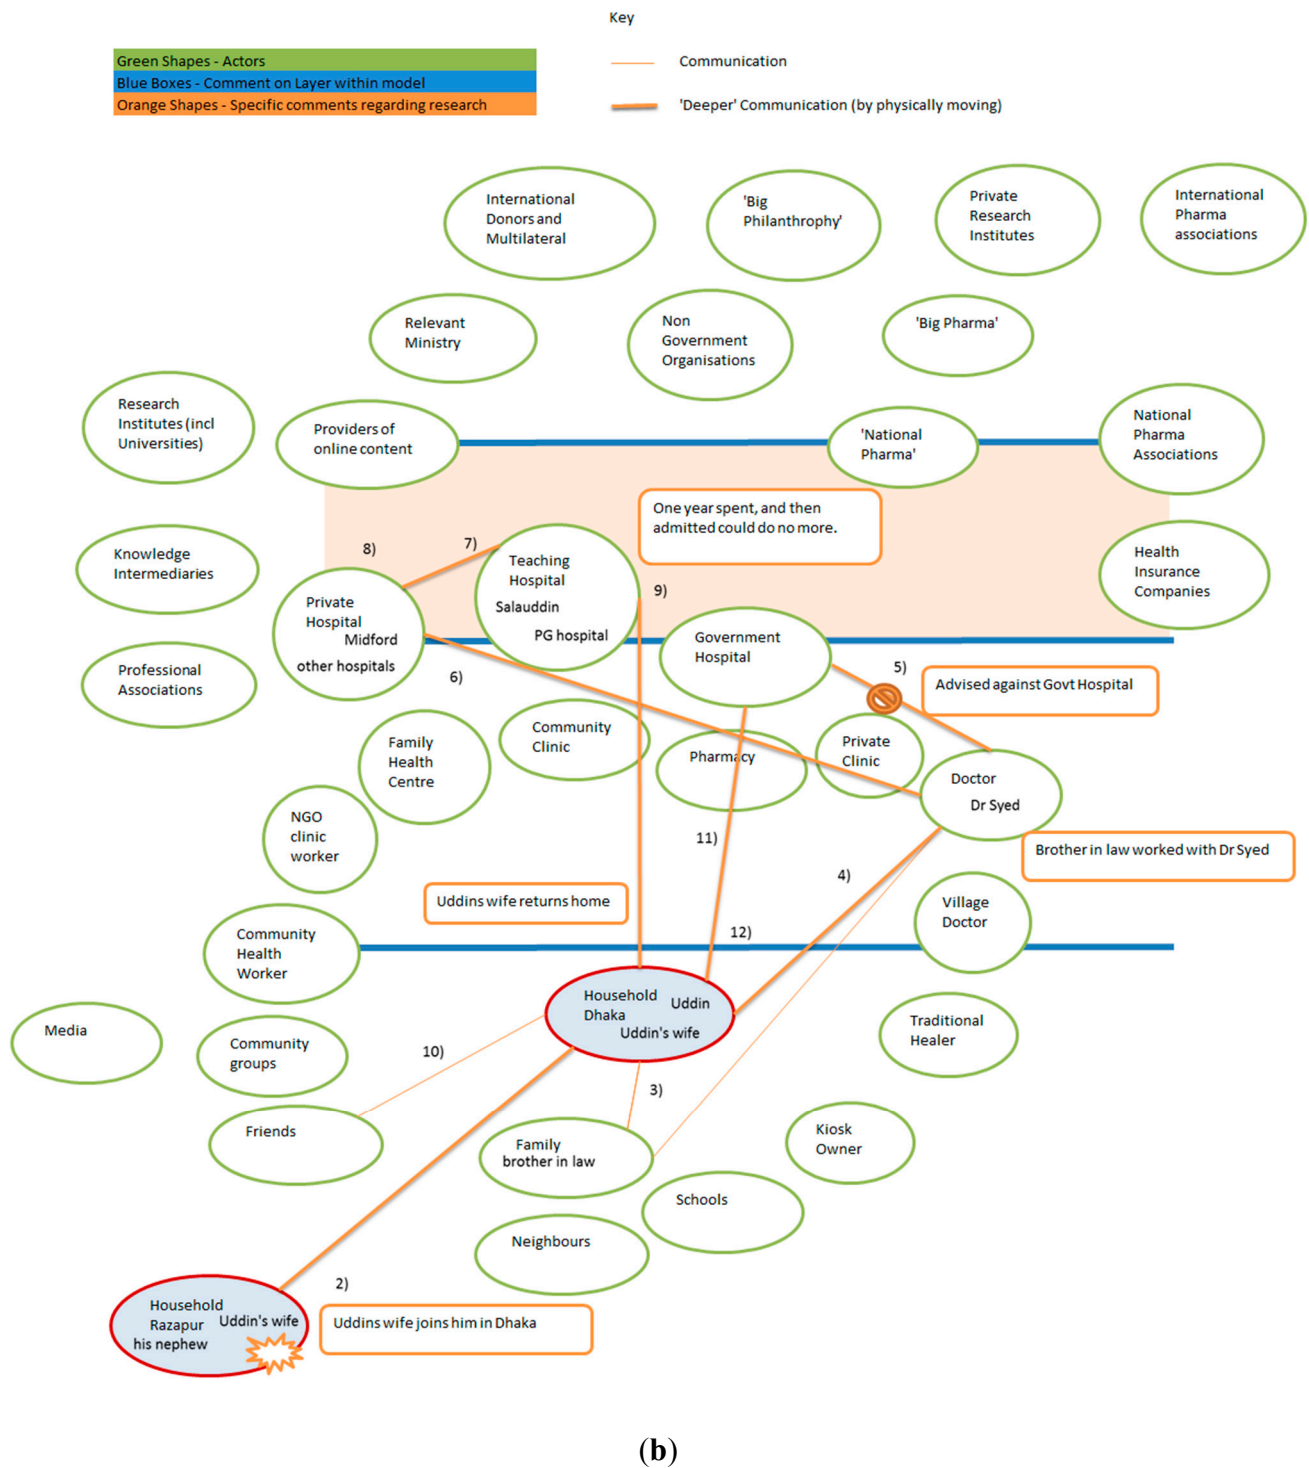 Key
Green Shapes - Actors
Blue Boxes - Comment on Layer within model
Orange Shapes - Specific comments regarding research
Communication
'Deeper' Communication (by physically moving)
International
Donors and
Multilateral
'Big
Philanthrophy'
Private
Research
Institutes
International
Pharma
associations
Relevant
Ministry
Non
Government
Organisations
'Big Pharma'
Research
Institutes (incl
Universities)
Providers of
online content
'National
Pharma'
National
Pharma
Associations
One year spent, and then
admitted could do no more.
Knowledge
Intermediaries
8)
7)
Teaching
Hospital
Salauddin
PG hospital
9)
Health
Insurance
Companies
Private
Hospital
Midford
other hospitals
Government
Hospital
Professional
Associations
6)
5)
Advised against Govt Hospital
Family
Health
Centre
Community
Clinic
Pharmacy
Private
Clinic
Doctor
Dr Syed
NGO
clinic
worker
11)
Brother in law worked with Dr Syed
4)
Uddins wife returns home
Village
Doctor
Community
Health
Worker
12)
Household
Dhaka
Uddin
Uddin's wife
Media
Community
groups
10)
Traditional
Healer
3)
Friends
Family
brother in law
Kiosk
Owner
Schools
Neighbours
2)
Household
Razapur
Uddin's wife
his nephew
Uddins wife joins him in Dhaka
(b)